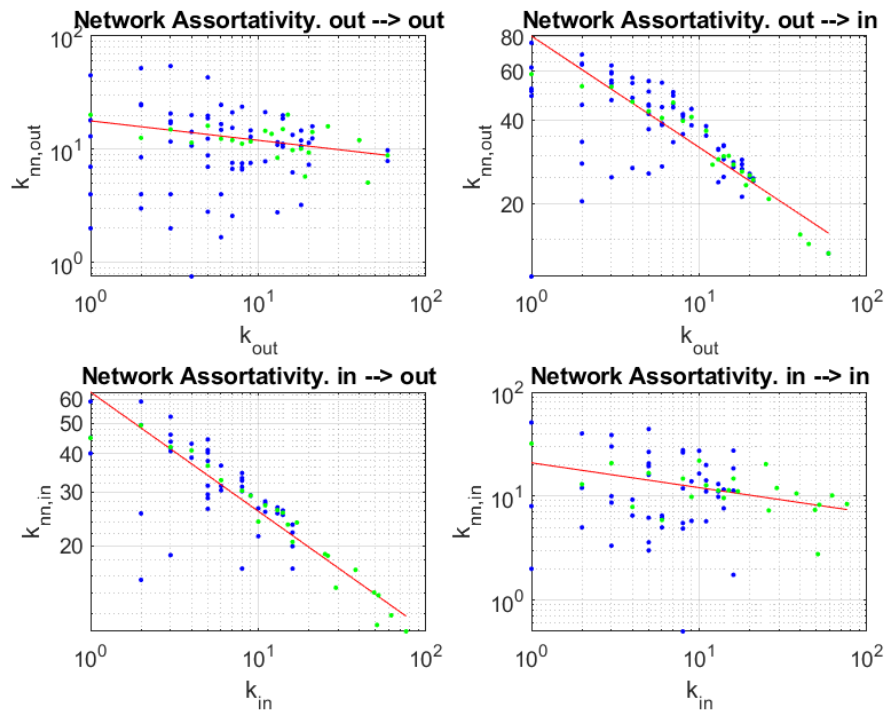 Network Assortativity. out --> out
10^2
10^1
10^0
k_nn,out
10^0 10^1 10^2
k_out
Network Assortativity. out --> in
80
60
40
20
k_nn,out
10^0 10^1 10^2
k_out
Network Assortativity. in --> out
60
50
40
30
20
k_nn,in
10^0 10^1 10^2
k_in
Network Assortativity. in --> in
10^2
10^1
10^0
k_nn,in
10^0 10^1 10^2
k_in